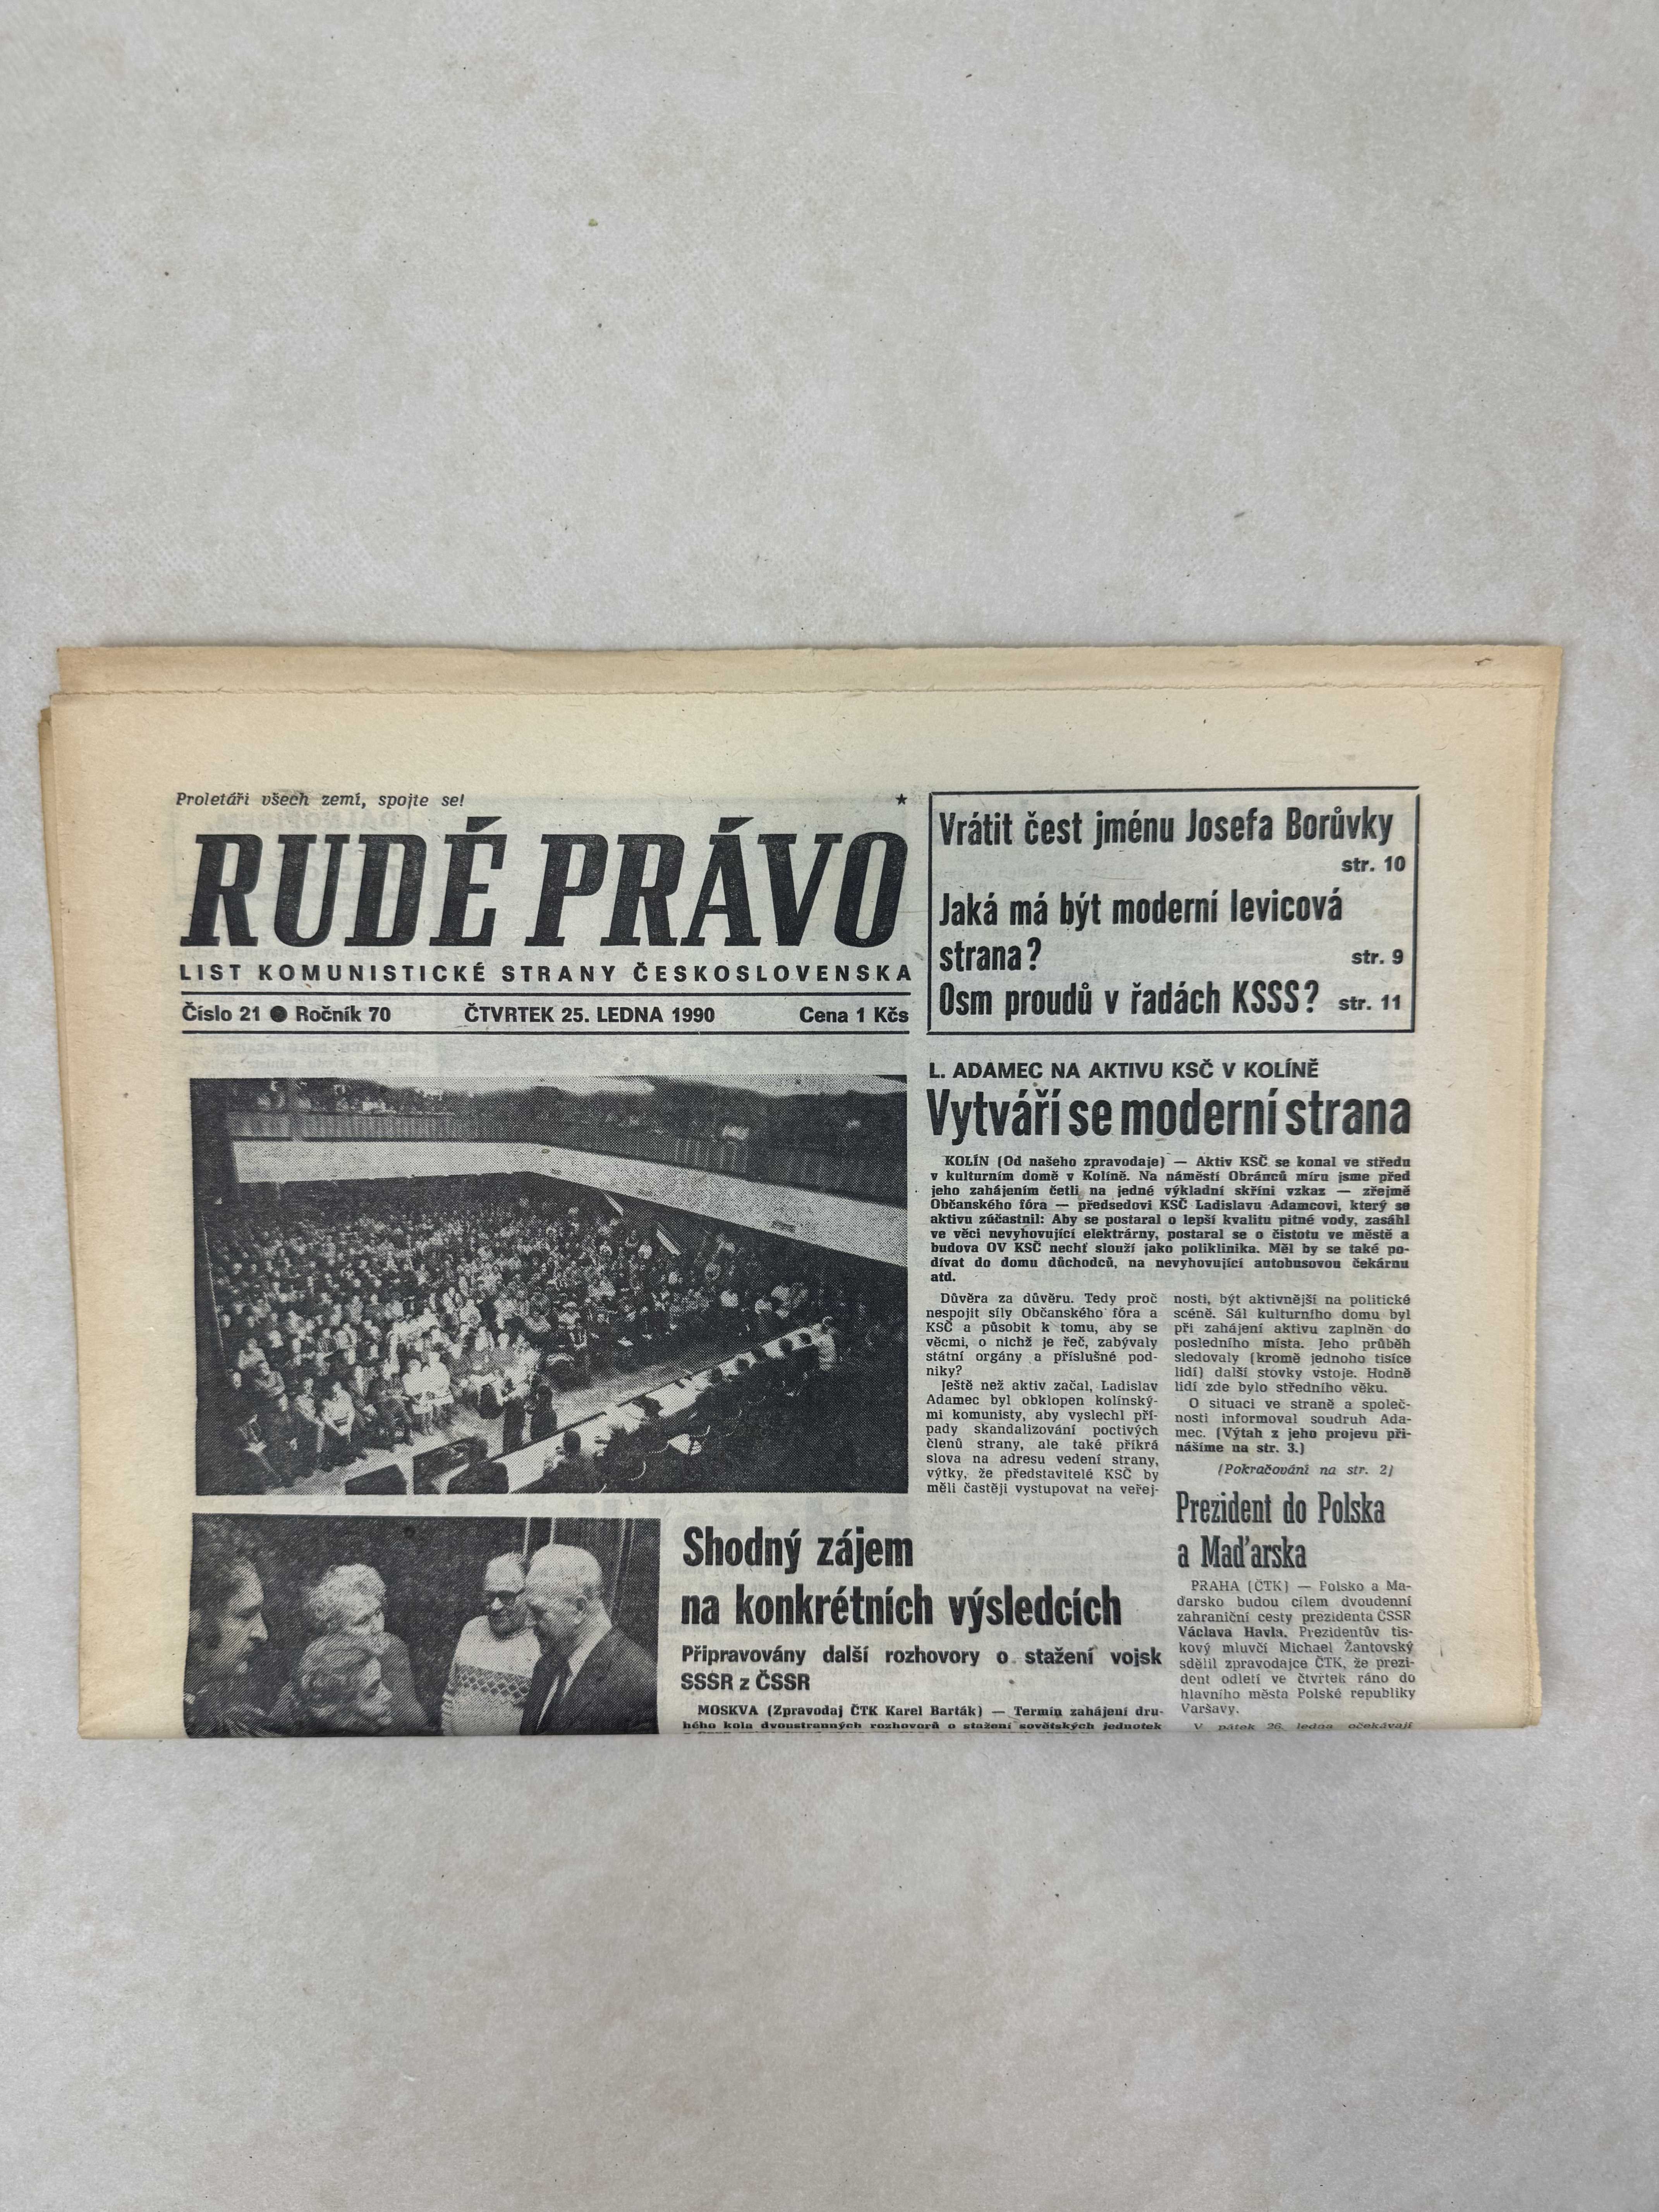 Proletáři všech zemí, spojte se!
★
RUDÉ PRÁVO
LIST KOMUNISTICKÉ STRANY ČESKOSLOVENSKA
Číslo 21 ● Ročník 70 ČTVRTEK 25. LEDNA 1990 Cena 1 Kčs
Vrátit čest jménu Josefa Borůvky
str. 10
Jaká má být moderní levicová
strana? str. 9
Osm proudů v řadách KSSS? str. 11
L. ADAMEC NA AKTIVU KSČ V KOLÍNĚ
Vytváří se moderní strana
KOLÍN (Od našeho zpravodaje) — Aktiv KSČ se konal ve středu
v kulturním domě v Kolíně. Na náměstí Obránců míru jsme před
jeho zahájením četli na jedné výkladní skříni vzkaz — zřejmě
Občanského fóra — předsedovi KSČ Ladislavu Adamcovi, který se
aktivu zúčastnil: Aby se postaral o lepší kvalitu pitné vody, zasáhl
ve věci nevyhovující elektrárny, postaral se o čistotu ve městě a
budova OV KSČ nechť slouží jako poliklinika. Měl by se také po-
dívat do domu důchodců, na nevyhovující autobusovou čekárnu
atd.
Důvěra za důvěru. Tedy proč
nespojit síly Občanského fóra a
KSČ a působit k tomu, aby se
věcmi, o nichž je řeč, zabývaly
státní orgány a příslušné pod-
niky?
Ještě než aktiv začal, Ladislav
Adamec byl obklopen kolínský-
mi komunisty, aby vyslechl pří-
pady skandalizování poctivých
členů strany, ale také příkrá
slova na adresu vedení strany,
výtky, že představitelé KSČ by
měli častěji vystupovat na veřej-
nosti, být aktivnější na politické
scéně. Sál kulturního domu byl
při zahájení aktivu zaplněn do
posledního místa. Jeho průběh
sledovaly (kromě jednoho tisíce
lidí) další stovky vstoje. Hodně
lidí zde bylo středního věku.
O situaci ve straně a společ-
nosti informoval soudruh Ada-
mec. (Výtah z jeho projevu při-
nášíme na str. 3.)
(Pokračování na str. 2)
Shodný zájem
na konkrétních výsledcích
Připravovány další rozhovory o stažení vojsk
SSSR z ČSSR
MOSKVA (Zpravodaj ČTK Karel Barták) — Termín zahájení dru-
hého kola dvoustranných rozhovorů o stažení sovětských jednotek
Prezident do Polska
a Maďarska
PRAHA (ČTK) — Polsko a Ma-
ďarsko budou cílem dvoudenní
zahraniční cesty prezidenta ČSSR
Václava Havla. Prezidentův tis-
kový mluvčí Michael Žantovský
sdělil zpravodajce ČTK, že prezi-
dent odletí ve čtvrtek ráno do
hlavního města Polské republiky
Varšavy.
V pátek 26. ledna očekávají